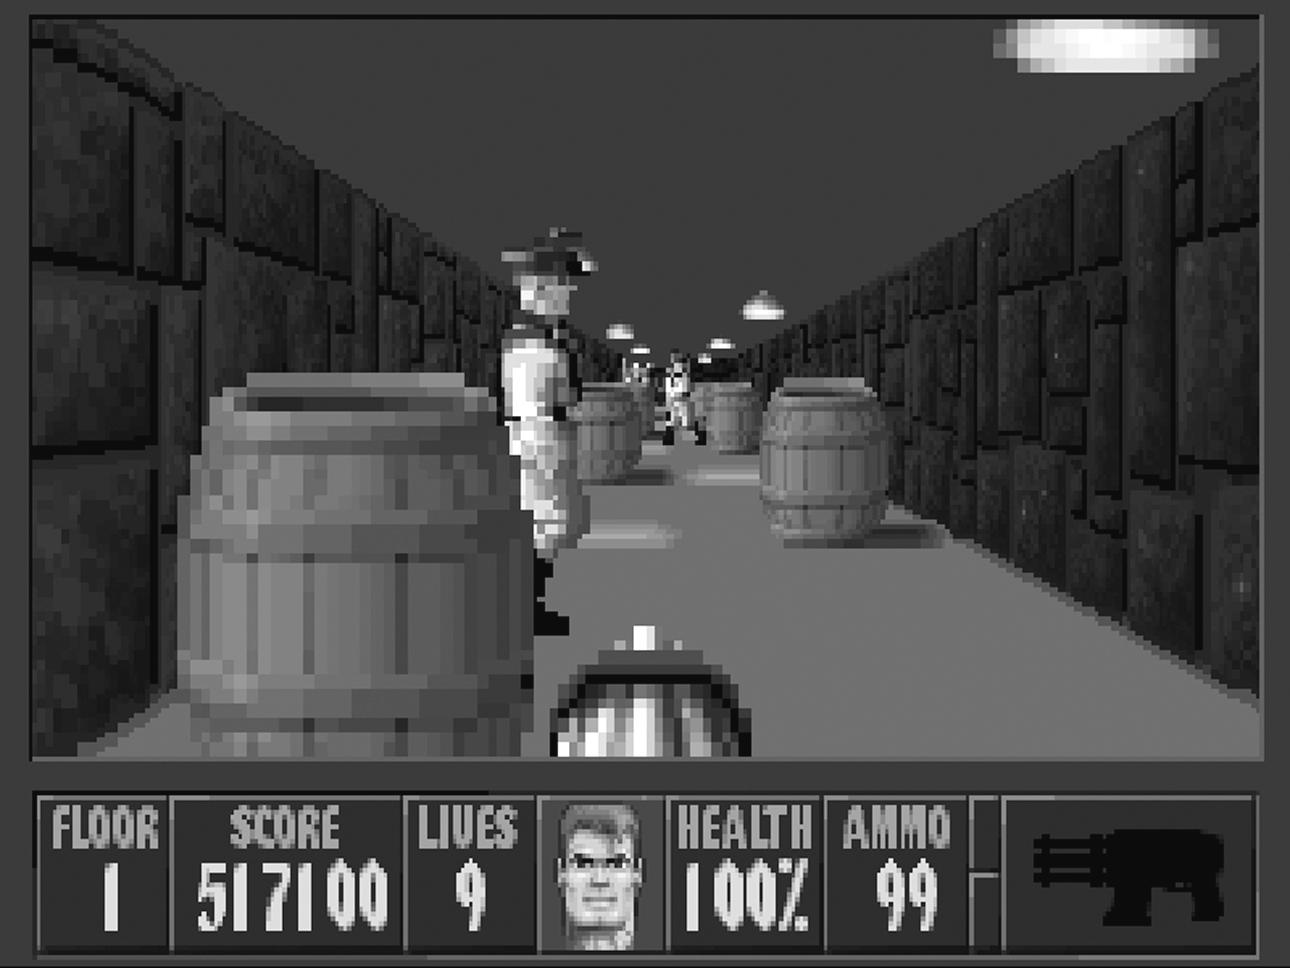 FLOOR SCORE LIVES HEALTH AMMO
1 517100 9 100% 99